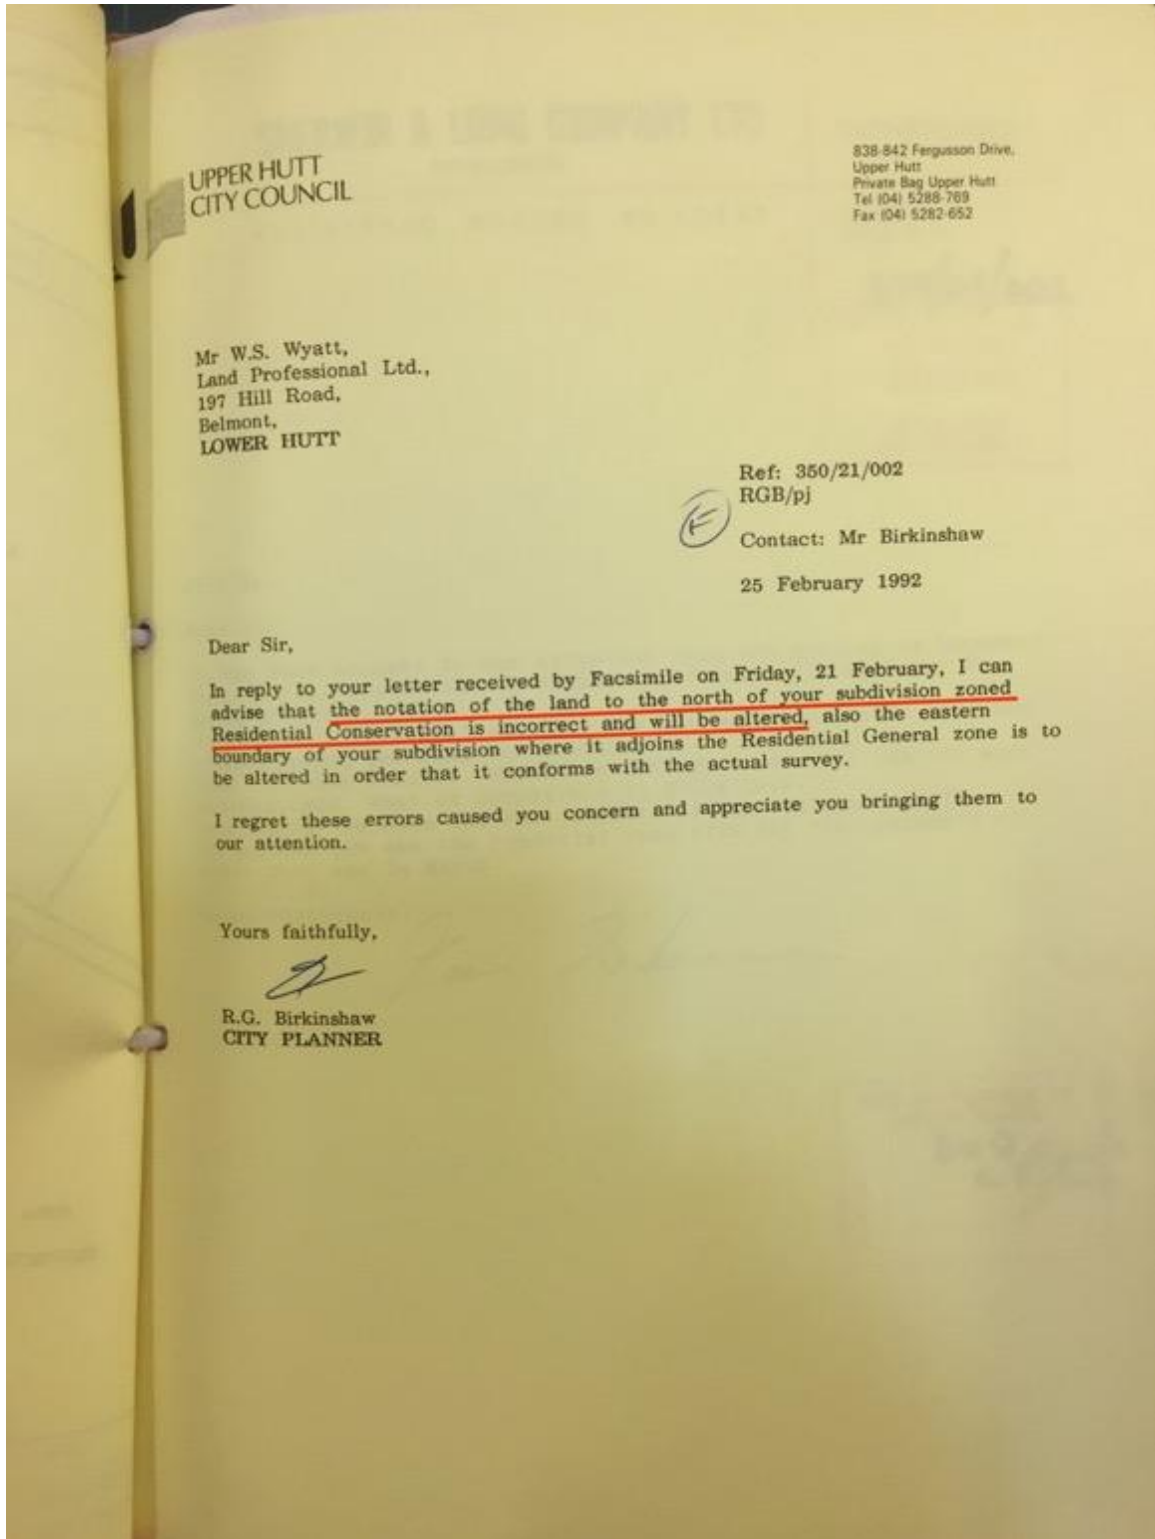 UPPER HUTT
CITY COUNCIL
838-842 Fergusson Drive,
Upper Hutt
Private Bag Upper Hutt
Tel (04) 5288-769
Fax (04) 5282-652
Mr W.S. Wyatt,
Land Professional Ltd.,
197 Hill Road,
Belmont,
LOWER HUTT
Ref: 350/21/002
RGB/pj
Contact: Mr Birkinshaw
25 February 1992
Dear Sir,
In reply to your letter received by Facsimile on Friday, 21 February, I can
advise that the notation of the land to the north of your subdivision zoned
Residential Conservation is incorrect and will be altered, also the eastern
boundary of your subdivision where it adjoins the Residential General zone is to
be altered in order that it conforms with the actual survey.
I regret these errors caused you concern and appreciate you bringing them to
our attention.
Yours faithfully,
R.G. Birkinshaw
CITY PLANNER